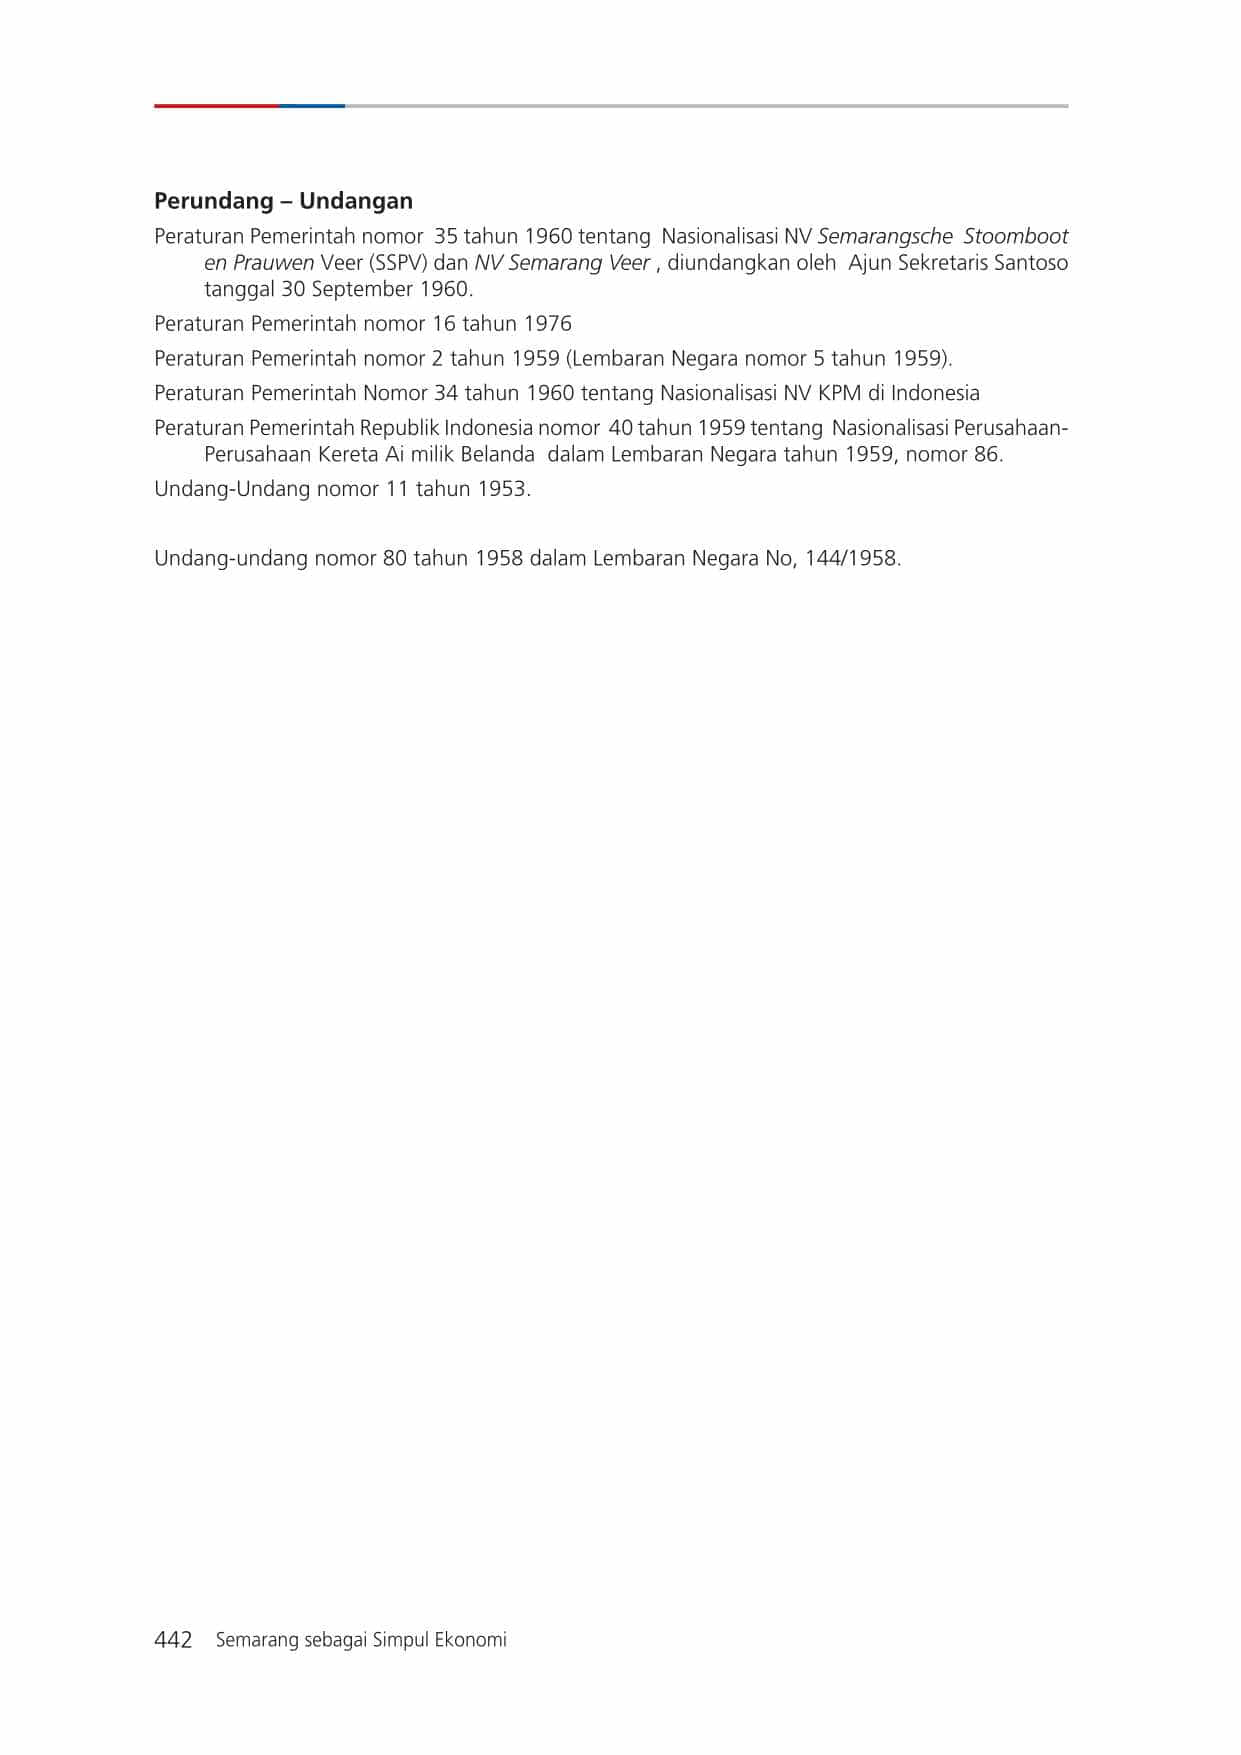 Perundang – Undangan
Peraturan Pemerintah nomor 35 tahun 1960 tentang Nasionalisasi NV Semarangsche Stoomboot
en Prauwen Veer (SSPV) dan NV Semarang Veer , diundangkan oleh Ajun Sekretaris Santoso
tanggal 30 September 1960.
Peraturan Pemerintah nomor 16 tahun 1976
Peraturan Pemerintah nomor 2 tahun 1959 (Lembaran Negara nomor 5 tahun 1959).
Peraturan Pemerintah Nomor 34 tahun 1960 tentang Nasionalisasi NV KPM di Indonesia
Peraturan Pemerintah Republik Indonesia nomor 40 tahun 1959 tentang Nasionalisasi Perusahaan-
Perusahaan Kereta Ai milik Belanda dalam Lembaran Negara tahun 1959, nomor 86.
Undang-Undang nomor 11 tahun 1953.
Undang-undang nomor 80 tahun 1958 dalam Lembaran Negara No, 144/1958.
442 Semarang sebagai Simpul Ekonomi